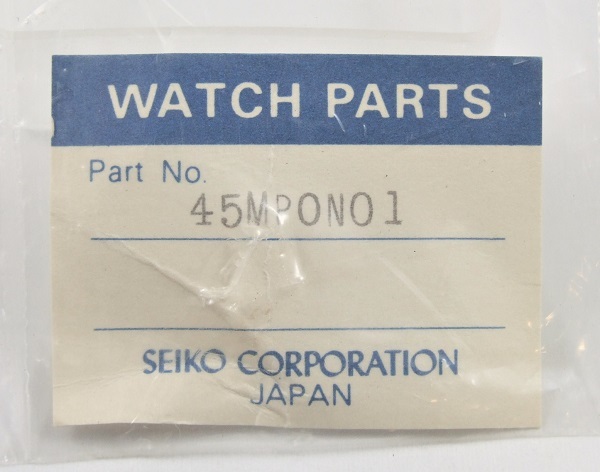 WATCH PARTS
Part No.
45MP0N01
SEIKO CORPORATION
JAPAN